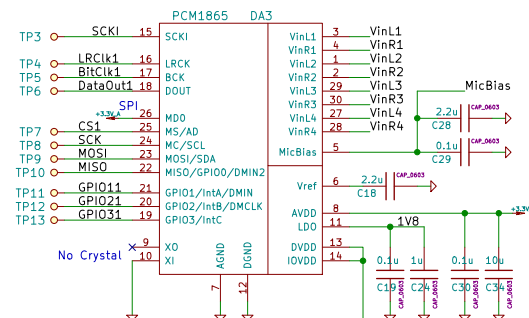 PCM1865 DA3
TP3 SCKI 15 SCKI
TP4 LRClk1 16 LRCK
TP5 BitClk1 17 BCK
TP6 DataOut1 18 DOUT
SPI
+3.3V_A 26 MDO
TP7 CS1 25 MS/AD
TP8 SCK 24 MC/SCL
TP9 MOSI 23 MOSI/SDA
TP10 MISO 22 MISO/GPIO0/DMIN2
TP11 GPIO11 21 GPIO1/IntA/DMIN
TP12 GPIO21 20 GPIO2/IntB/DMCLK
TP13 GPIO31 19 GPIO3/IntC
No Crystal
9 XO
10 XI
AGND 7
DGND 12
VinL1 3 VinL1
VinR1 4 VinR1
VinL2 1 VinL2
VinR2 2 VinR2
VinL3 29 VinL3
VinR3 30 VinR3
VinL4 27 VinL4
VinR4 28 VinR4
MicBias 5
MicBias
2.2u C28 CAP_0603
0.1u C29 CAP_0603
Vref 6
2.2u C18 CAP_0603
AVDD 8 +3.3V
LDO 11 1V8
DVDD 13
IOVDD 14
0.1u C19 CAP_0603
1u C24 CAP_0603
0.1u C30 CAP_0603
10u C34 CAP_0603